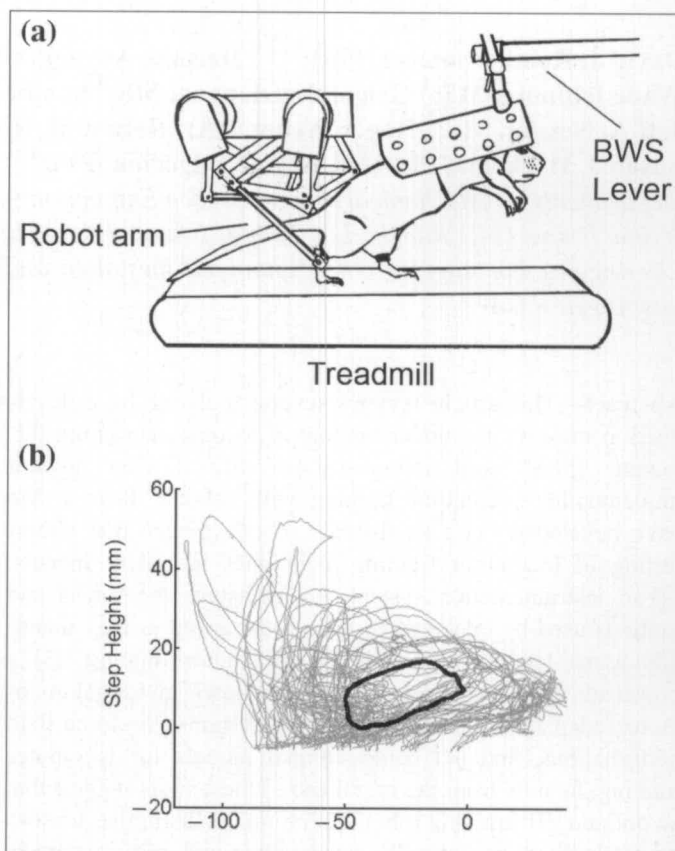 (a)
BWS
Lever
Robot arm
Treadmill
(b)
60
Step Height (mm)
40
20
0
−20
−100
−50
0